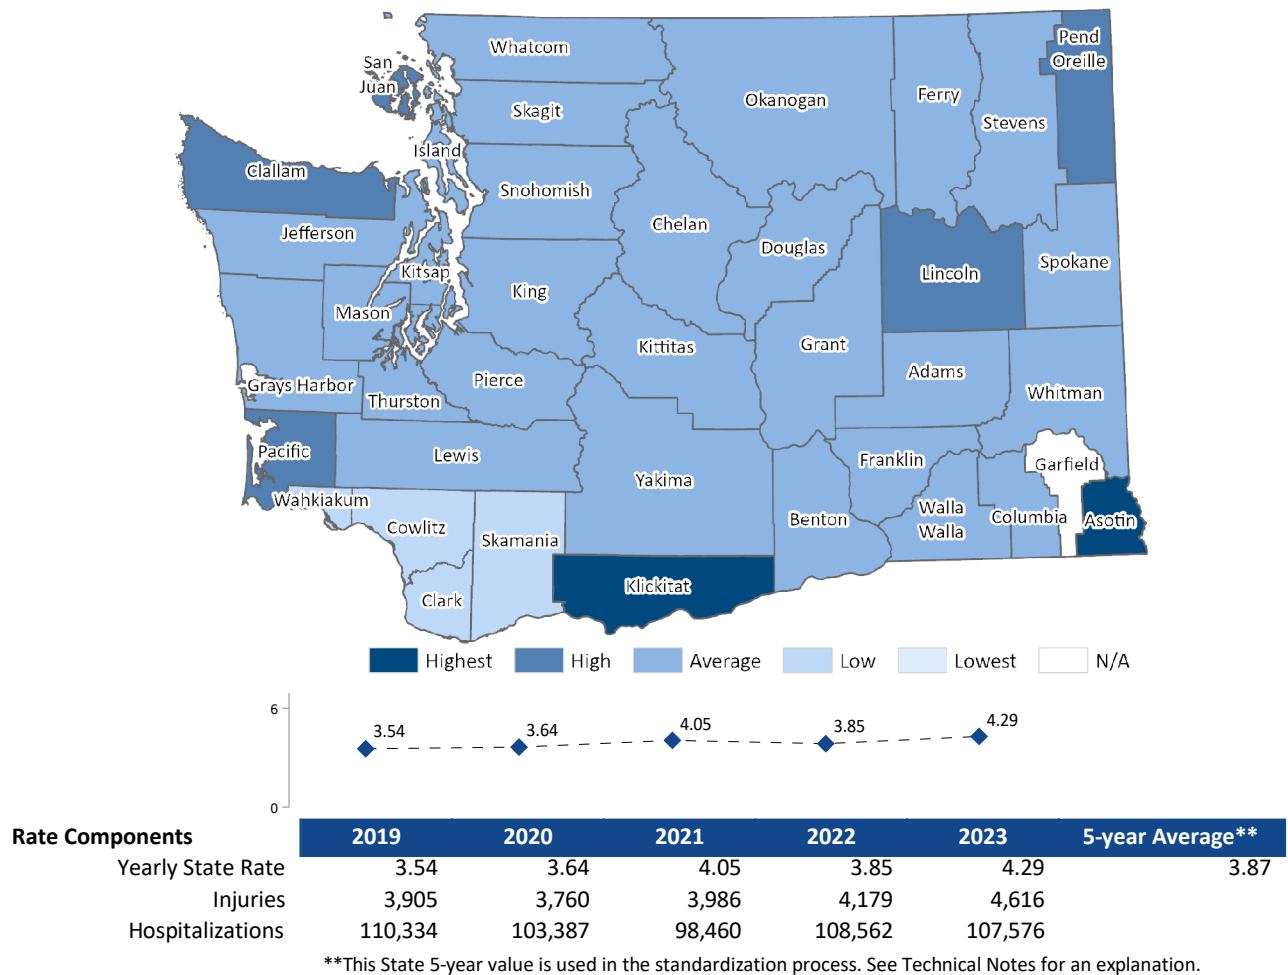 Whatcom
San
Juan
Skagit
Island
Okanogan
Ferry
Stevens
Pend
Oreille
Clallam
Snohomish
Jefferson
Chelan
Douglas
Lincoln
Spokane
Kitsap
King
Mason
Kittitas
Grant
Adams
Grays Harbor
Thurston
Pierce
Whitman
Pacific
Lewis
Yakima
Franklin
Garfield
Wahkiakum
Cowlitz
Skamania
Benton
Walla
Walla
Columbia
Asotin
Clark
Klickitat
Highest High Average Low Lowest N/A
6
3.54 3.64 4.05 3.85 4.29
0
Rate Components 2019 2020 2021 2022 2023 5-year Average**
Yearly State Rate 3.54 3.64 4.05 3.85 4.29 3.87
Injuries 3,905 3,760 3,986 4,179 4,616
Hospitalizations 110,334 103,387 98,460 108,562 107,576
**This State 5-year value is used in the standardization process. See Technical Notes for an explanation.